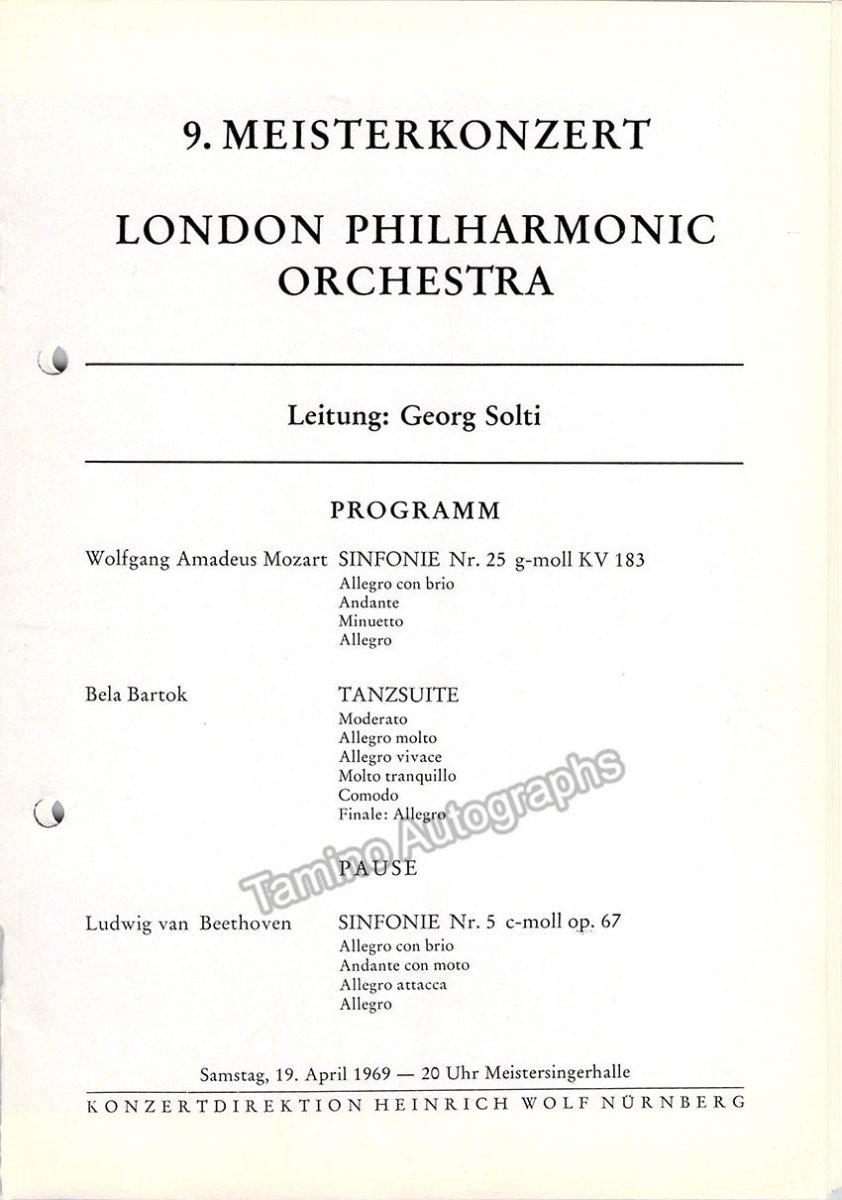 9. MEISTERKONZERT
LONDON PHILHARMONIC
ORCHESTRA
Leitung: Georg Solti
PROGRAMM
Wolfgang Amadeus Mozart SINFONIE Nr. 25 g-moll KV 183
Allegro con brio
Andante
Minuetto
Allegro
Bela Bartok TANZSUITE
Moderato
Allegro molto
Allegro vivace
Molto tranquillo
Comodo
Finale: Allegro
Tamino Autographs
PAUSE
Ludwig van Beethoven SINFONIE Nr. 5 c-moll op. 67
Allegro con brio
Andante con moto
Allegro attacca
Allegro
Samstag, 19. April 1969 — 20 Uhr Meistersingerhalle
KONZERTDIREKTION HEINRICH WOLF NÜRNBERG